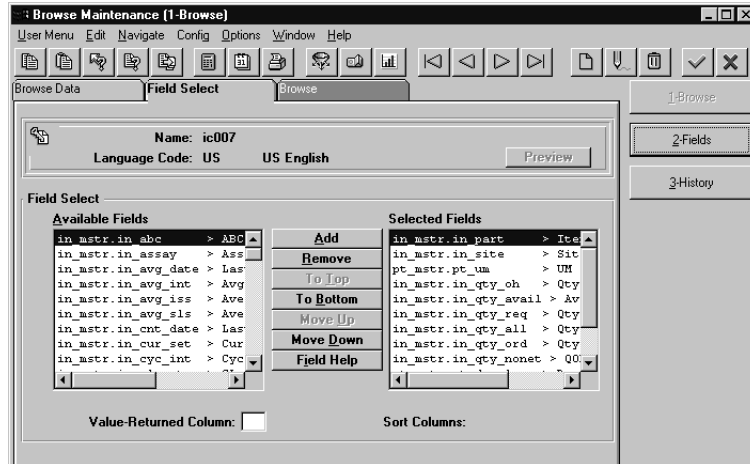 Browse Maintenance (1-Browse)
User Menu Edit Navigate Config Options Window Help
Browse Data Field Select Browse
1-Browse
Name: ic007
2-Fields
Language Code: US US English Preview
3-History
Field Select
Available Fields
in_mstr.in_abc > ABC
in_mstr.in_assay > Ass
in_mstr.in_avg_date > Las
in_mstr.in_avg_int > Avg
in_mstr.in_avg_iss > Ave
in_mstr.in_avg_sls > Ave
in_mstr.in_cnt_date > Las
in_mstr.in_cur_set > Cur
in_mstr.in_cyc_int > Cyc
Add
Remove
To Top
To Bottom
Move Up
Move Down
Field Help
Selected Fields
in_mstr.in_part > Ite
in_mstr.in_site > Sit
pt_mstr.pt_um > UM
in_mstr.in_qty_oh > Qty
in_mstr.in_qty_avail > Av
in_mstr.in_qty_req > Qty
in_mstr.in_qty_all > Qty
in_mstr.in_qty_ord > Qty
in_mstr.in_qty_nonet > QO
Value-Returned Column:
Sort Columns: